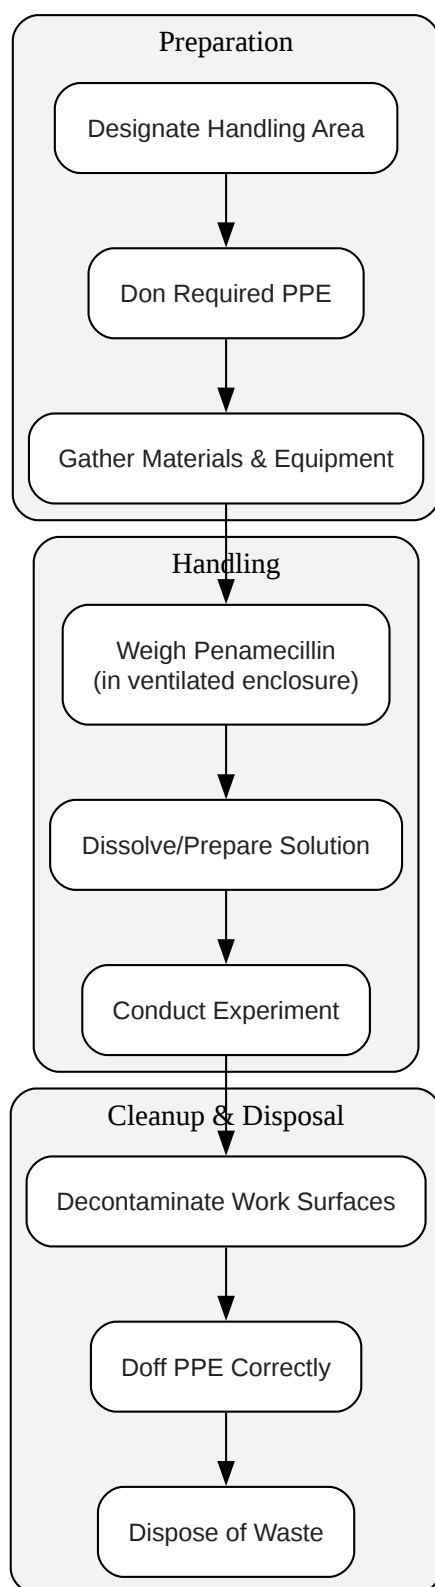 Preparation
Designate Handling Area
Don Required PPE
Gather Materials & Equipment
Handling
Weigh Penamecillin
(in ventilated enclosure)
Dissolve/Prepare Solution
Conduct Experiment
Cleanup & Disposal
Decontaminate Work Surfaces
Doff PPE Correctly
Dispose of Waste